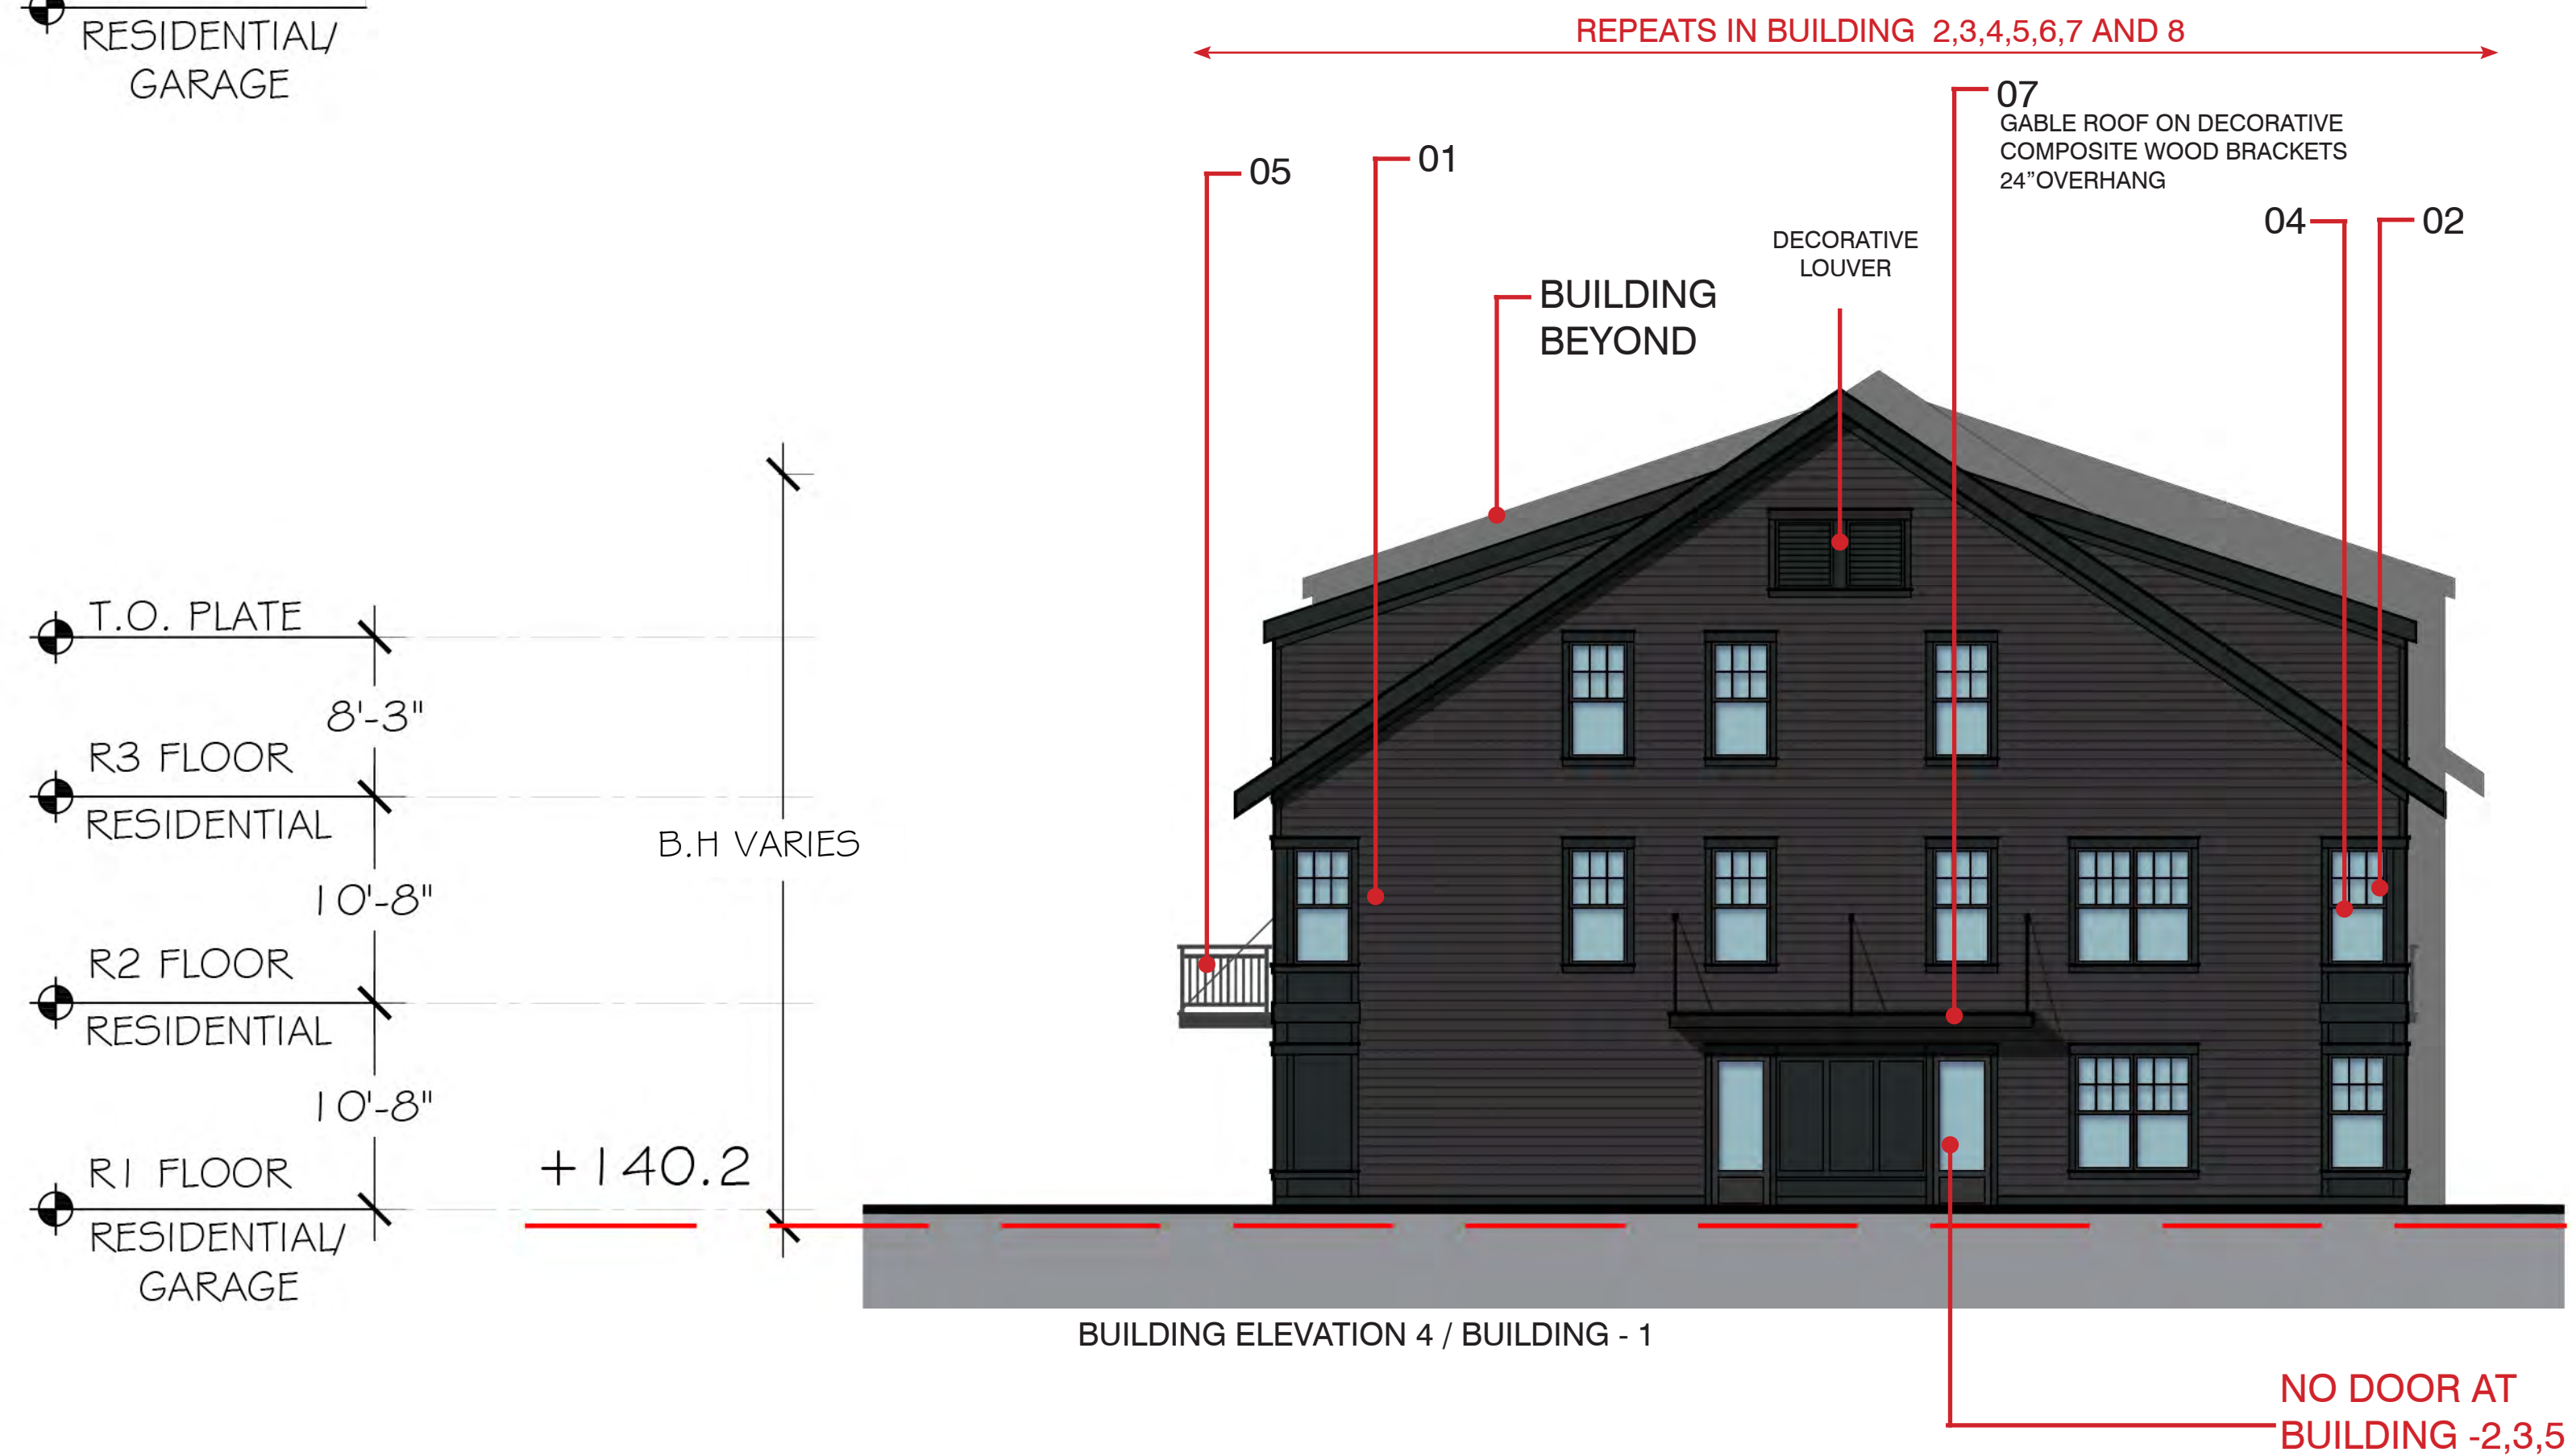 RESIDENTIAL/
GARAGE
REPEATS IN BUILDING 2,3,4,5,6,7 AND 8
07
GABLE ROOF ON DECORATIVE
COMPOSITE WOOD BRACKETS
24”OVERHANG
05
01
04
02
DECORATIVE
LOUVER
BUILDING
BEYOND
T.O. PLATE
8'-3"
R3 FLOOR
RESIDENTIAL
B.H VARIES
10'-8"
R2 FLOOR
RESIDENTIAL
10'-8"
R1 FLOOR
+140.2
RESIDENTIAL/
GARAGE
BUILDING ELEVATION 4 / BUILDING - 1
NO DOOR AT
BUILDING -2,3,5